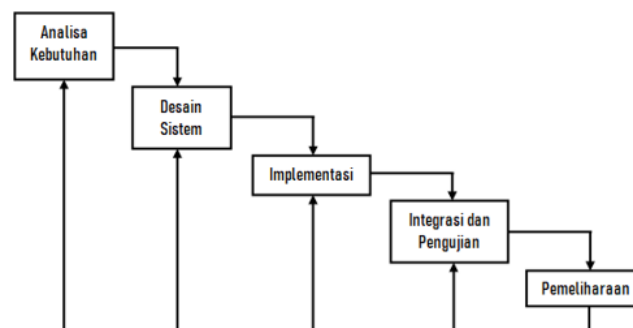 Analisa
Kebutuhan
Desain
Sistem
Implementasi
Integrasi dan
Pengujian
Pemeliharaan